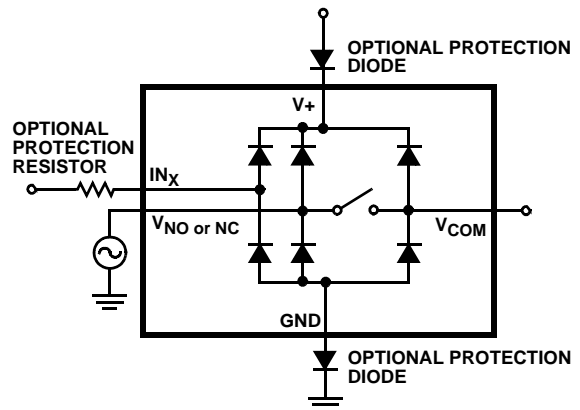 OPTIONAL PROTECTION
DIODE
V+
OPTIONAL
PROTECTION
RESISTOR
INX
VNO or NC
VCOM
GND
OPTIONAL PROTECTION
DIODE